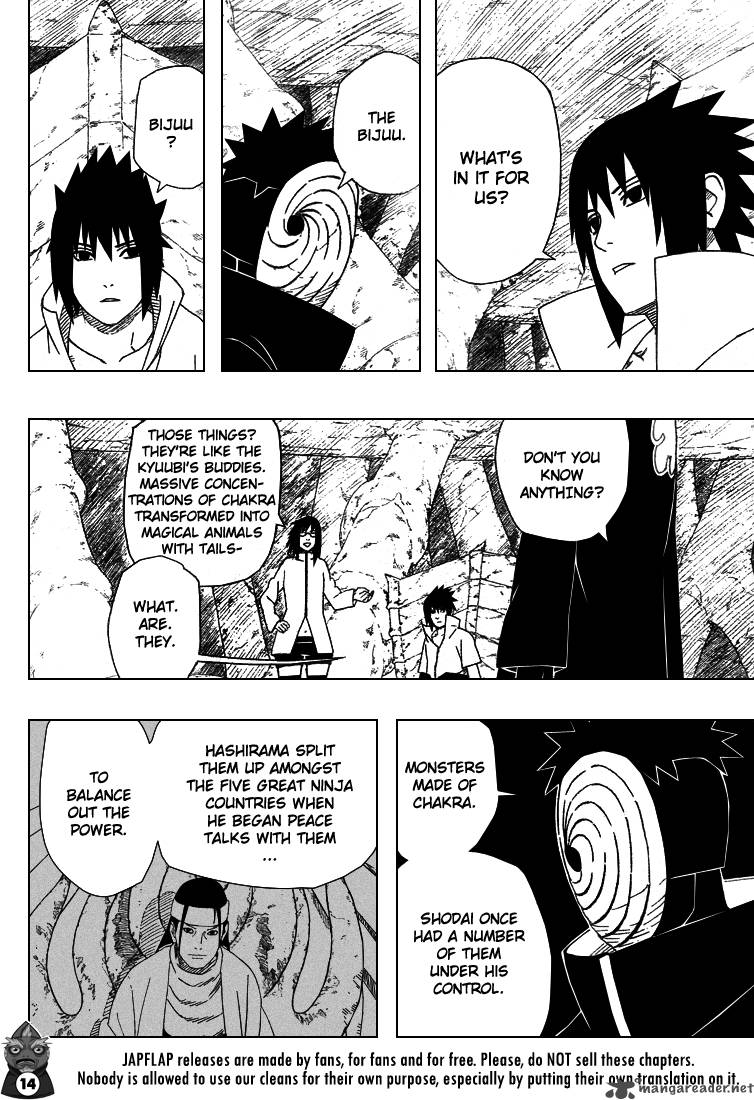 WHAT'S
IN IT FOR
US?
THE
BIJUU.
BIJUU
?
DON'T YOU
KNOW
ANYTHING?
THOSE THINGS?
THEY'RE LIKE THE
KYUUBI'S BUDDIES.
MASSIVE CONCEN-
TRATIONS OF CHAKRA
TRANSFORMED INTO
MAGICAL ANIMALS
WITH TAILS-
WHAT.
ARE.
THEY.
MONSTERS
MADE OF
CHAKRA.
SHODAI ONCE
HAD A NUMBER
OF THEM
UNDER HIS
CONTROL.
HASHIRAMA SPLIT
THEM UP AMONGST
THE FIVE GREAT NINJA
COUNTRIES WHEN
HE BEGAN PEACE
TALKS WITH THEM
...
TO
BALANCE
OUT THE
POWER.
14
JAPFLAP releases are made by fans, for fans and for free. Please, do NOT sell these chapters.
Nobody is allowed to use our cleans for their own purpose, especially by putting their own translation on it.
mangareader.net